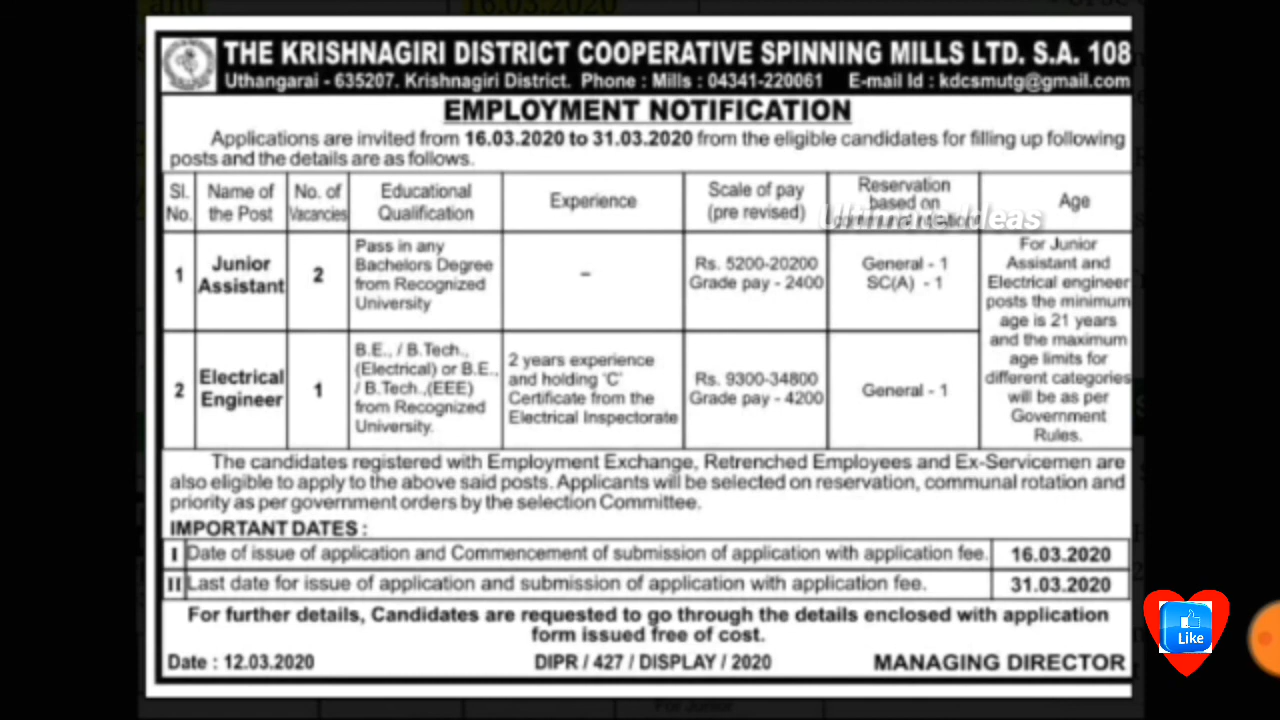 and
16.03.2020
THE KRISHNAGIRI DISTRICT COOPERATIVE SPINNING MILLS LTD. S.A. 108
Uthangarai - 635207. Krishnagiri District. Phone : Mills : 04341-220061 E-mail Id : kdcsmutg@gmail.com
EMPLOYMENT NOTIFICATION
Applications are invited from 16.03.2020 to 31.03.2020 from the eligible candidates for filling up following
posts and the details are as follows.
Sl. No.
Name of the Post
No. of Vacancies
Educational Qualification
Experience
Scale of pay (pre revised)
Reservation based on
Age
Ultimate Ideas
1
Junior
Assistant
2
Pass in any
Bachelors Degree
from Recognized
University
–
Rs. 5200-20200
Grade pay - 2400
General - 1
SC(A) - 1
For Junior
Assistant and
Electrical engineer
posts the minimum
age is 21 years
and the maximum
age limits for
different categories
will be as per
Government
Rules.
2
Electrical
Engineer
1
B.E., / B.Tech.,
(Electrical) or B.E.,
/ B.Tech.,(EEE)
from Recognized
University.
2 years experience
and holding 'C'
Certificate from the
Electrical Inspectorate
Rs. 9300-34800
Grade pay - 4200
General - 1
The candidates registered with Employment Exchange, Retrenched Employees and Ex-Servicemen are
also eligible to apply to the above said posts. Applicants will be selected on reservation, communal rotation and
priority as per government orders by the selection Committee.
IMPORTANT DATES :
I Date of issue of application and Commencement of submission of application with application fee. 16.03.2020
II Last date for issue of application and submission of application with application fee. 31.03.2020
For further details, Candidates are requested to go through the details enclosed with application
form issued free of cost.
Date : 12.03.2020 DIPR / 427 / DISPLAY / 2020 MANAGING DIRECTOR
Like
For Junior